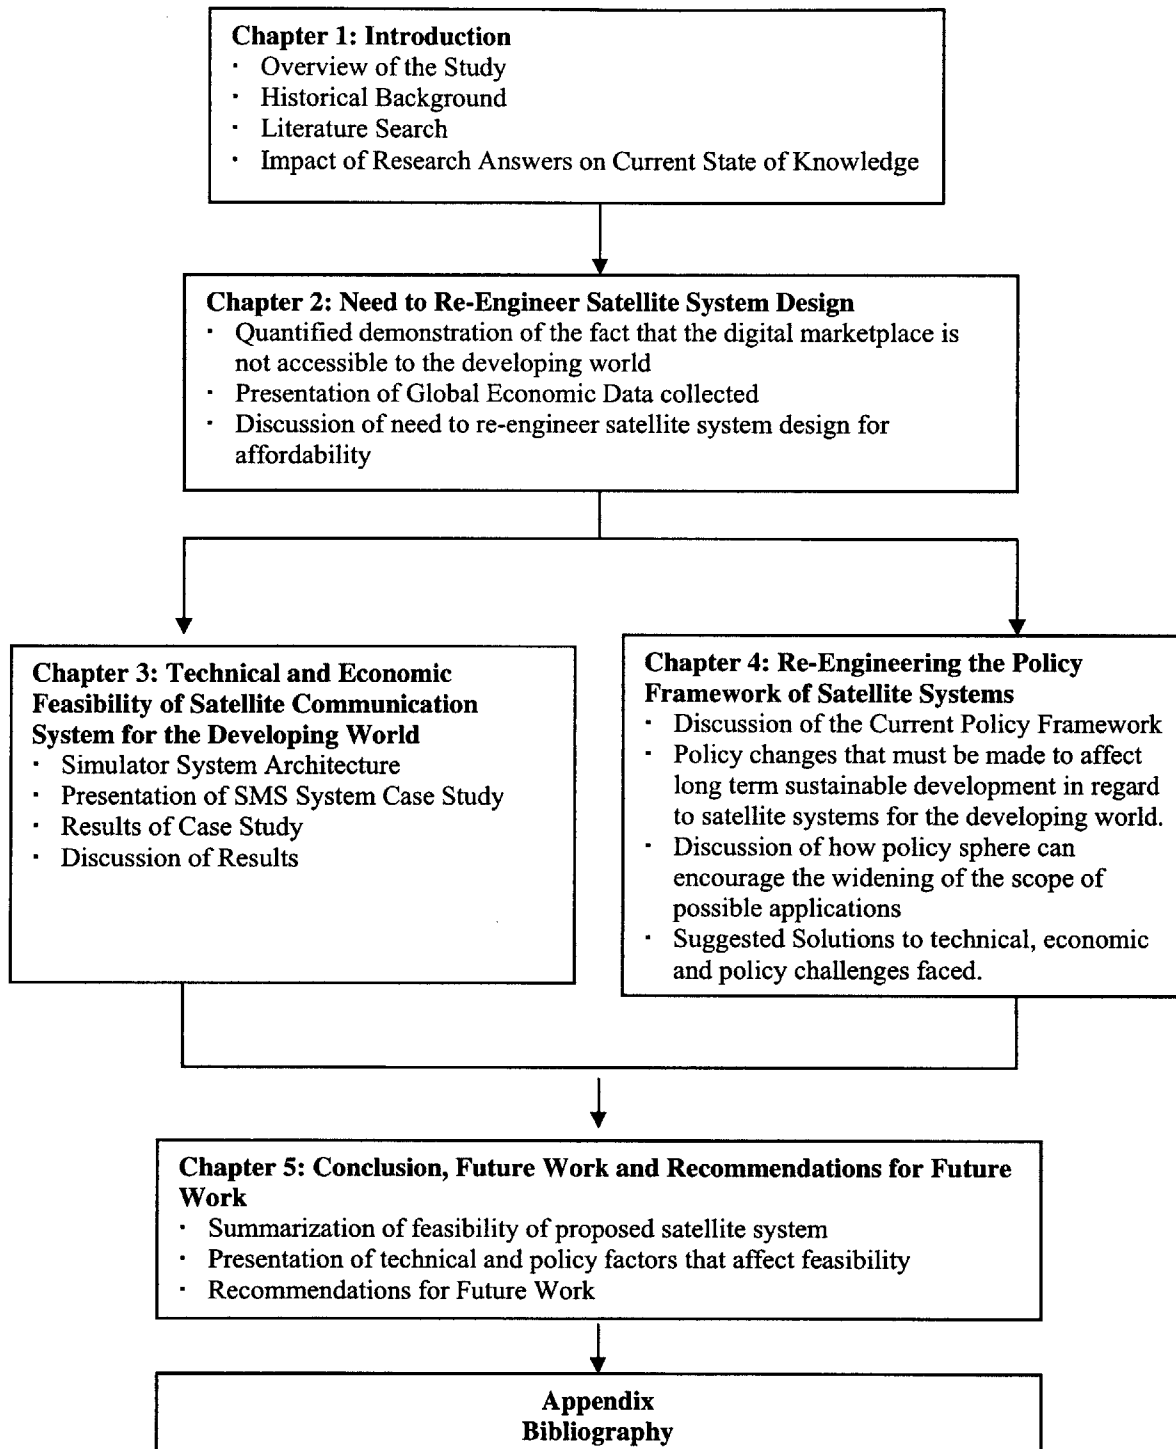 Chapter 1: Introduction
· Overview of the Study
· Historical Background
· Literature Search
· Impact of Research Answers on Current State of Knowledge
Chapter 2: Need to Re-Engineer Satellite System Design
· Quantified demonstration of the fact that the digital marketplace is
not accessible to the developing world
· Presentation of Global Economic Data collected
· Discussion of need to re-engineer satellite system design for
affordability
Chapter 3: Technical and Economic
Feasibility of Satellite Communication
System for the Developing World
· Simulator System Architecture
· Presentation of SMS System Case Study
· Results of Case Study
· Discussion of Results
Chapter 4: Re-Engineering the Policy
Framework of Satellite Systems
· Discussion of the Current Policy Framework
· Policy changes that must be made to affect
long term sustainable development in regard
to satellite systems for the developing world.
· Discussion of how policy sphere can
encourage the widening of the scope of
possible applications
· Suggested Solutions to technical, economic
and policy challenges faced.
Chapter 5: Conclusion, Future Work and Recommendations for Future
Work
· Summarization of feasibility of proposed satellite system
· Presentation of technical and policy factors that affect feasibility
· Recommendations for Future Work
Appendix
Bibliography